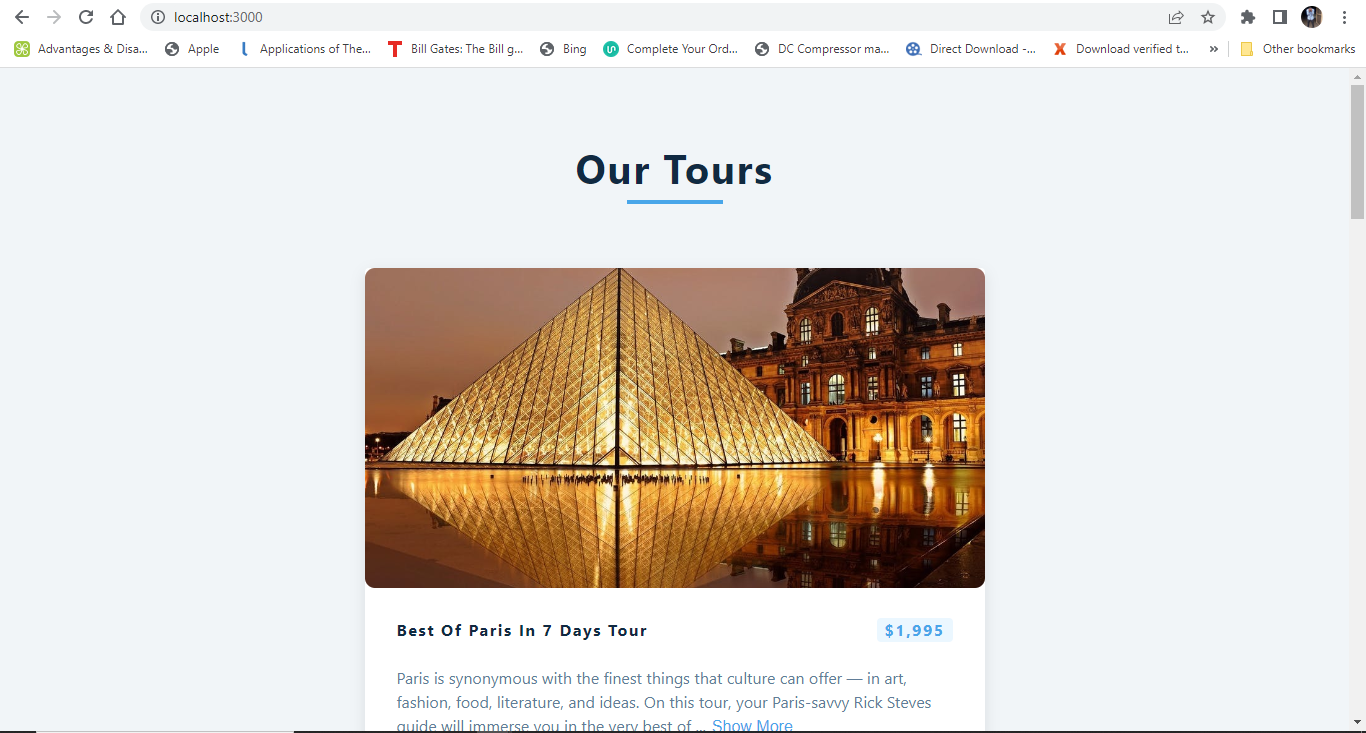 localhost:3000
Advantages & Disa... Apple Applications of The... Bill Gates: The Bill g... Bing Complete Your Ord... DC Compressor ma... Direct Download -... Download verified t... » Other bookmarks
Our Tours
Best Of Paris In 7 Days Tour $1,995
Paris is synonymous with the finest things that culture can offer — in art,
fashion, food, literature, and ideas. On this tour, your Paris-savvy Rick Steves
guide will immerse you in the very best of ... Show More